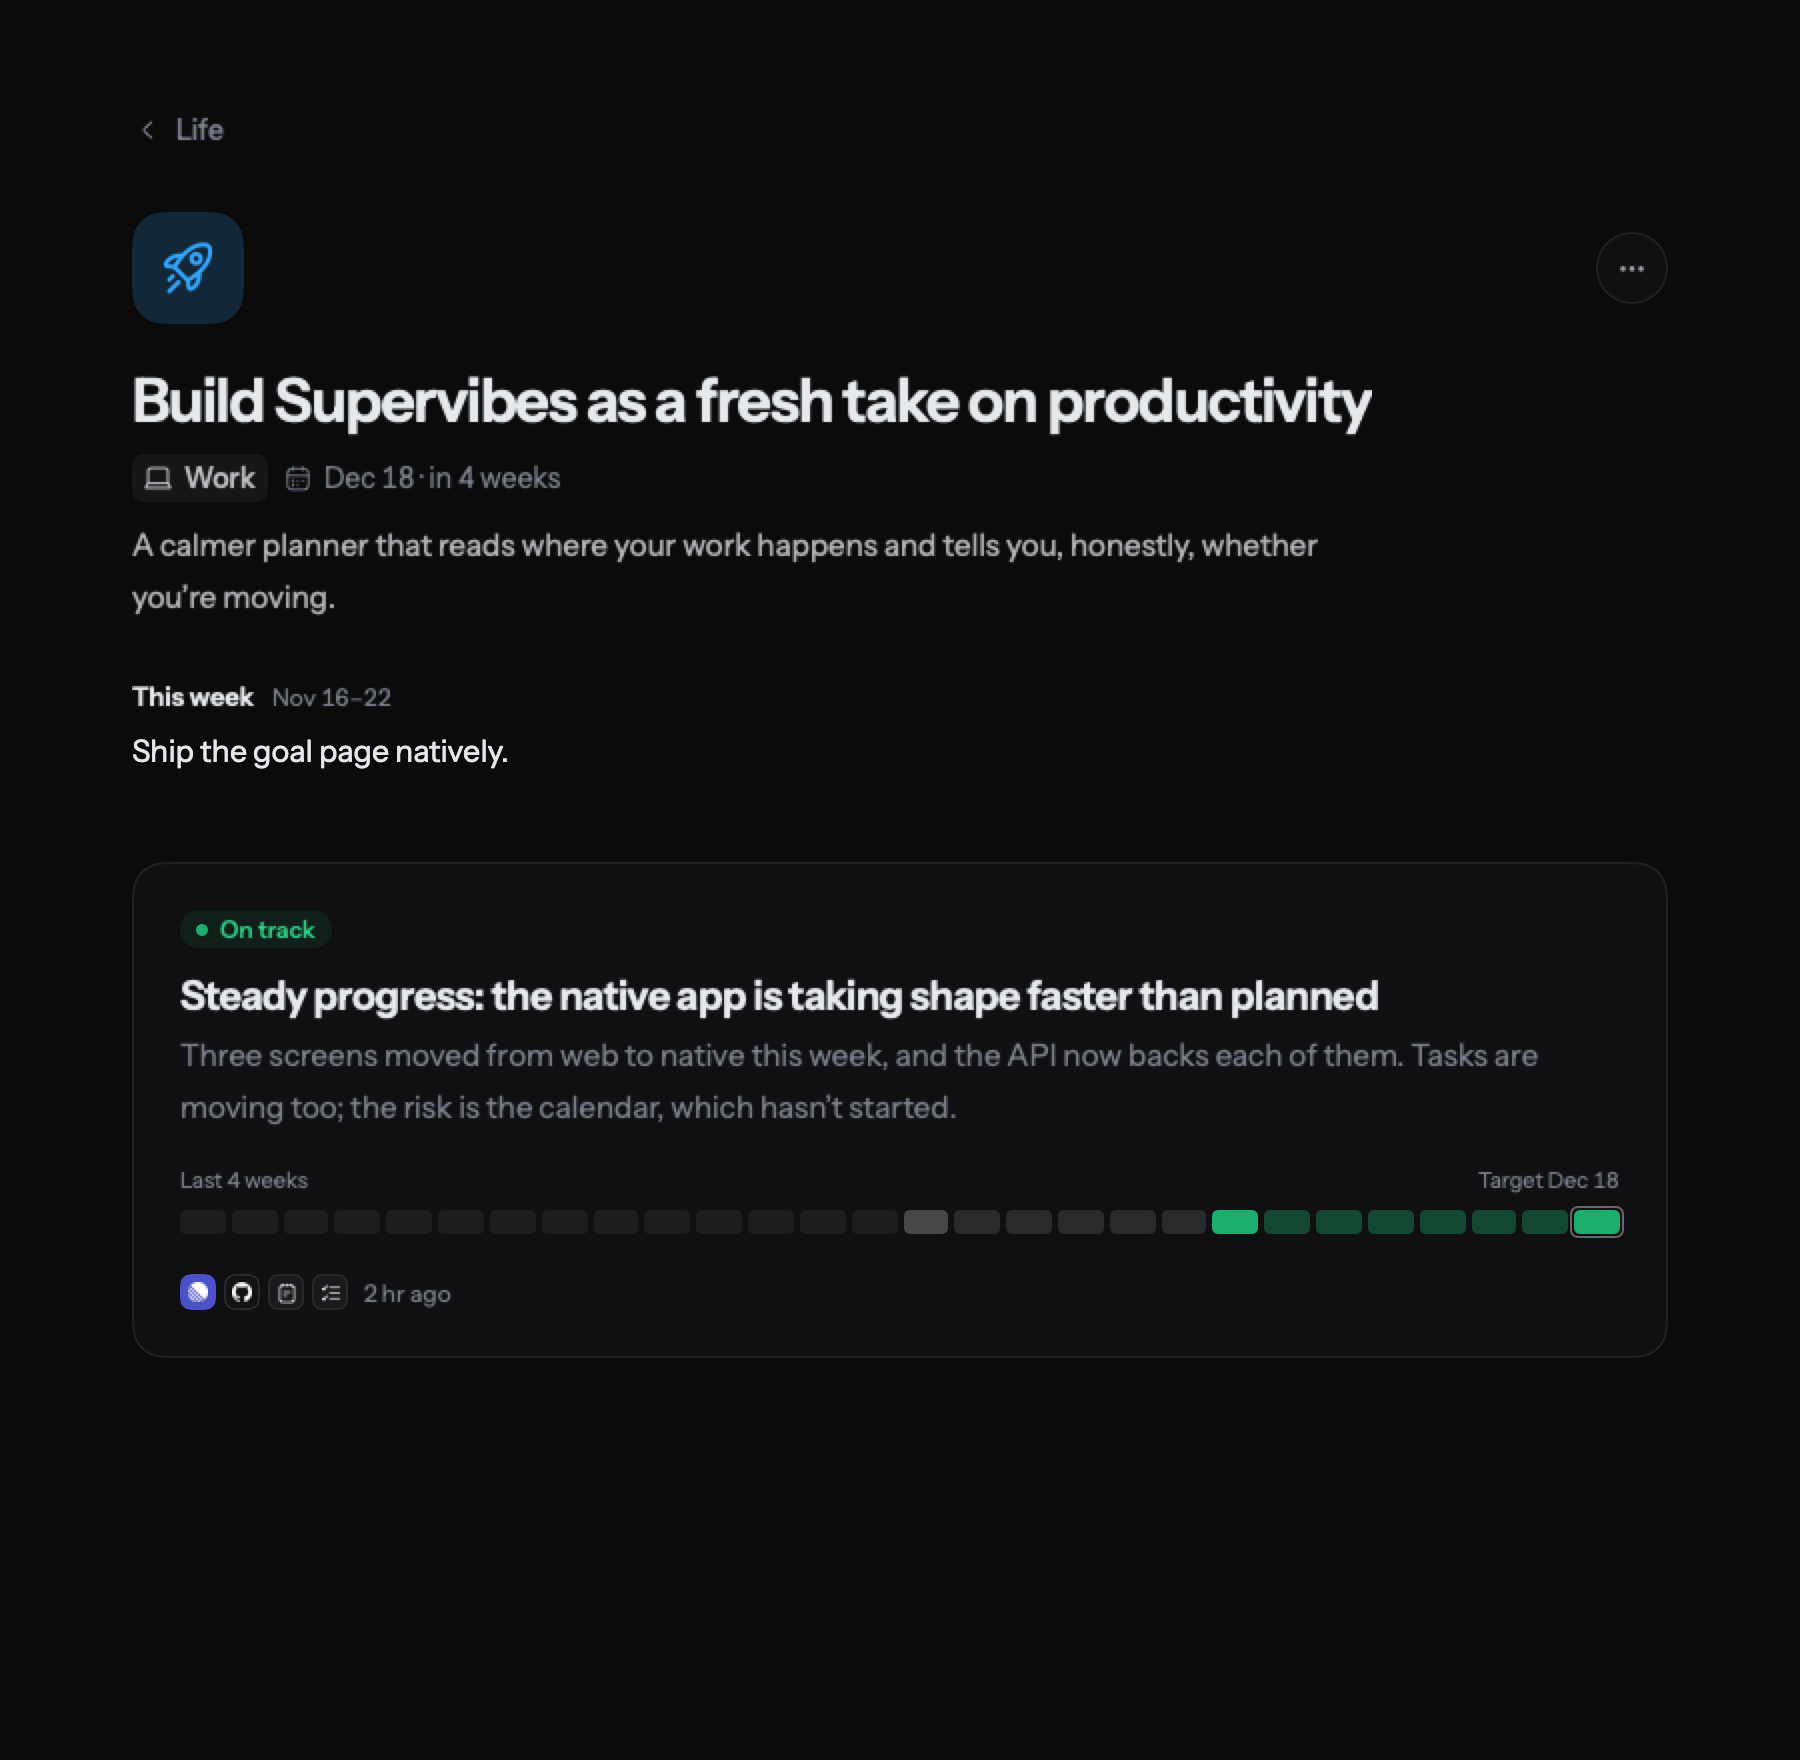 Life
Build Supervibes as a fresh take on productivity
Work Dec 18 · in 4 weeks
A calmer planner that reads where your work happens and tells you, honestly, whether
you’re moving.
This week Nov 16–22
Ship the goal page natively.
On track
Steady progress: the native app is taking shape faster than planned
Three screens moved from web to native this week, and the API now backs each of them. Tasks are
moving too; the risk is the calendar, which hasn’t started.
Last 4 weeks Target Dec 18
2 hr ago